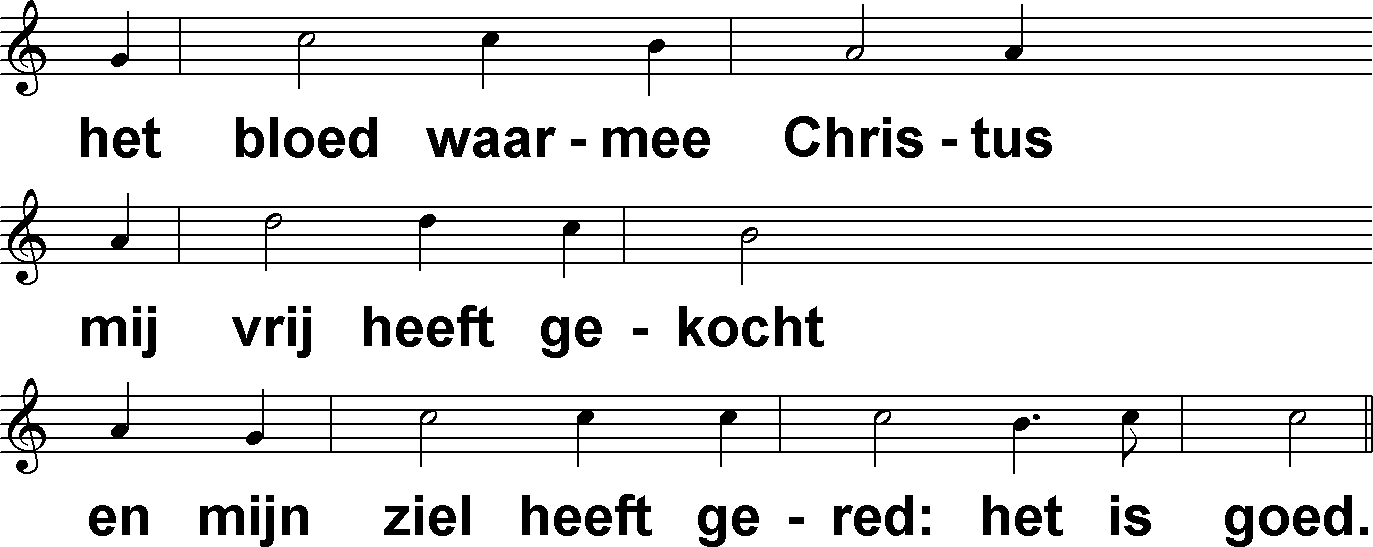 het bloed waar - mee Chris - tus
mij vrij heeft ge - kocht
en mijn ziel heeft ge - red: het is goed.